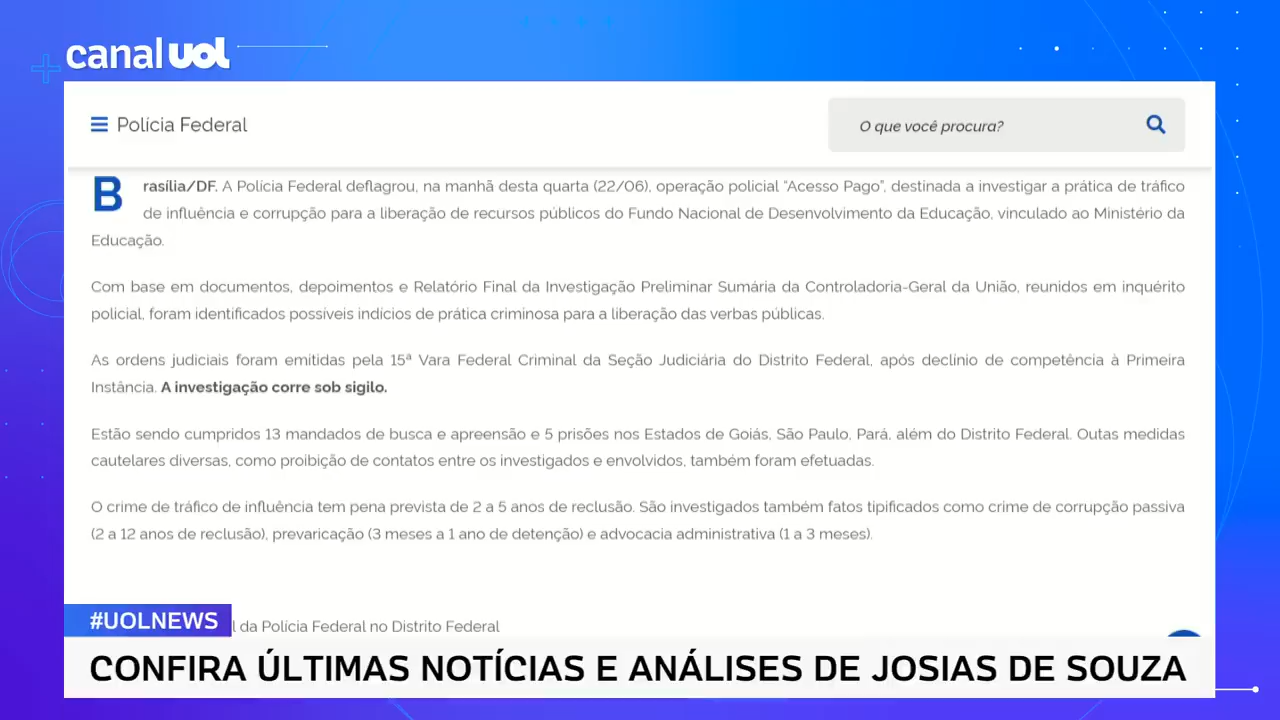 canal uol
Polícia Federal
O que você procura?
Brasília/DF. A Polícia Federal deflagrou, na manhã desta quarta (22/06), operação policial “Acesso Pago”, destinada a investigar a prática de tráfico
de influência e corrupção para a liberação de recursos públicos do Fundo Nacional de Desenvolvimento da Educação, vinculado ao Ministério da
Educação.
Com base em documentos, depoimentos e Relatório Final da Investigação Preliminar Sumária da Controladoria-Geral da União, reunidos em inquérito
policial, foram identificados possíveis indícios de prática criminosa para a liberação das verbas públicas.
As ordens judiciais foram emitidas pela 15ª Vara Federal Criminal da Seção Judiciária do Distrito Federal, após declínio de competência à Primeira
Instância. A investigação corre sob sigilo.
Estão sendo cumpridos 13 mandados de busca e apreensão e 5 prisões nos Estados de Goiás, São Paulo, Pará, além do Distrito Federal. Outas medidas
cautelares diversas, como proibição de contatos entre os investigados e envolvidos, também foram efetuadas.
O crime de tráfico de influência tem pena prevista de 2 a 5 anos de reclusão. São investigados também fatos tipificados como crime de corrupção passiva
(2 a 12 anos de reclusão), prevaricação (3 meses a 1 ano de detenção) e advocacia administrativa (1 a 3 meses).
#UOLNEWS
l da Polícia Federal no Distrito Federal
CONFIRA ÚLTIMAS NOTÍCIAS E ANÁLISES DE JOSIAS DE SOUZA